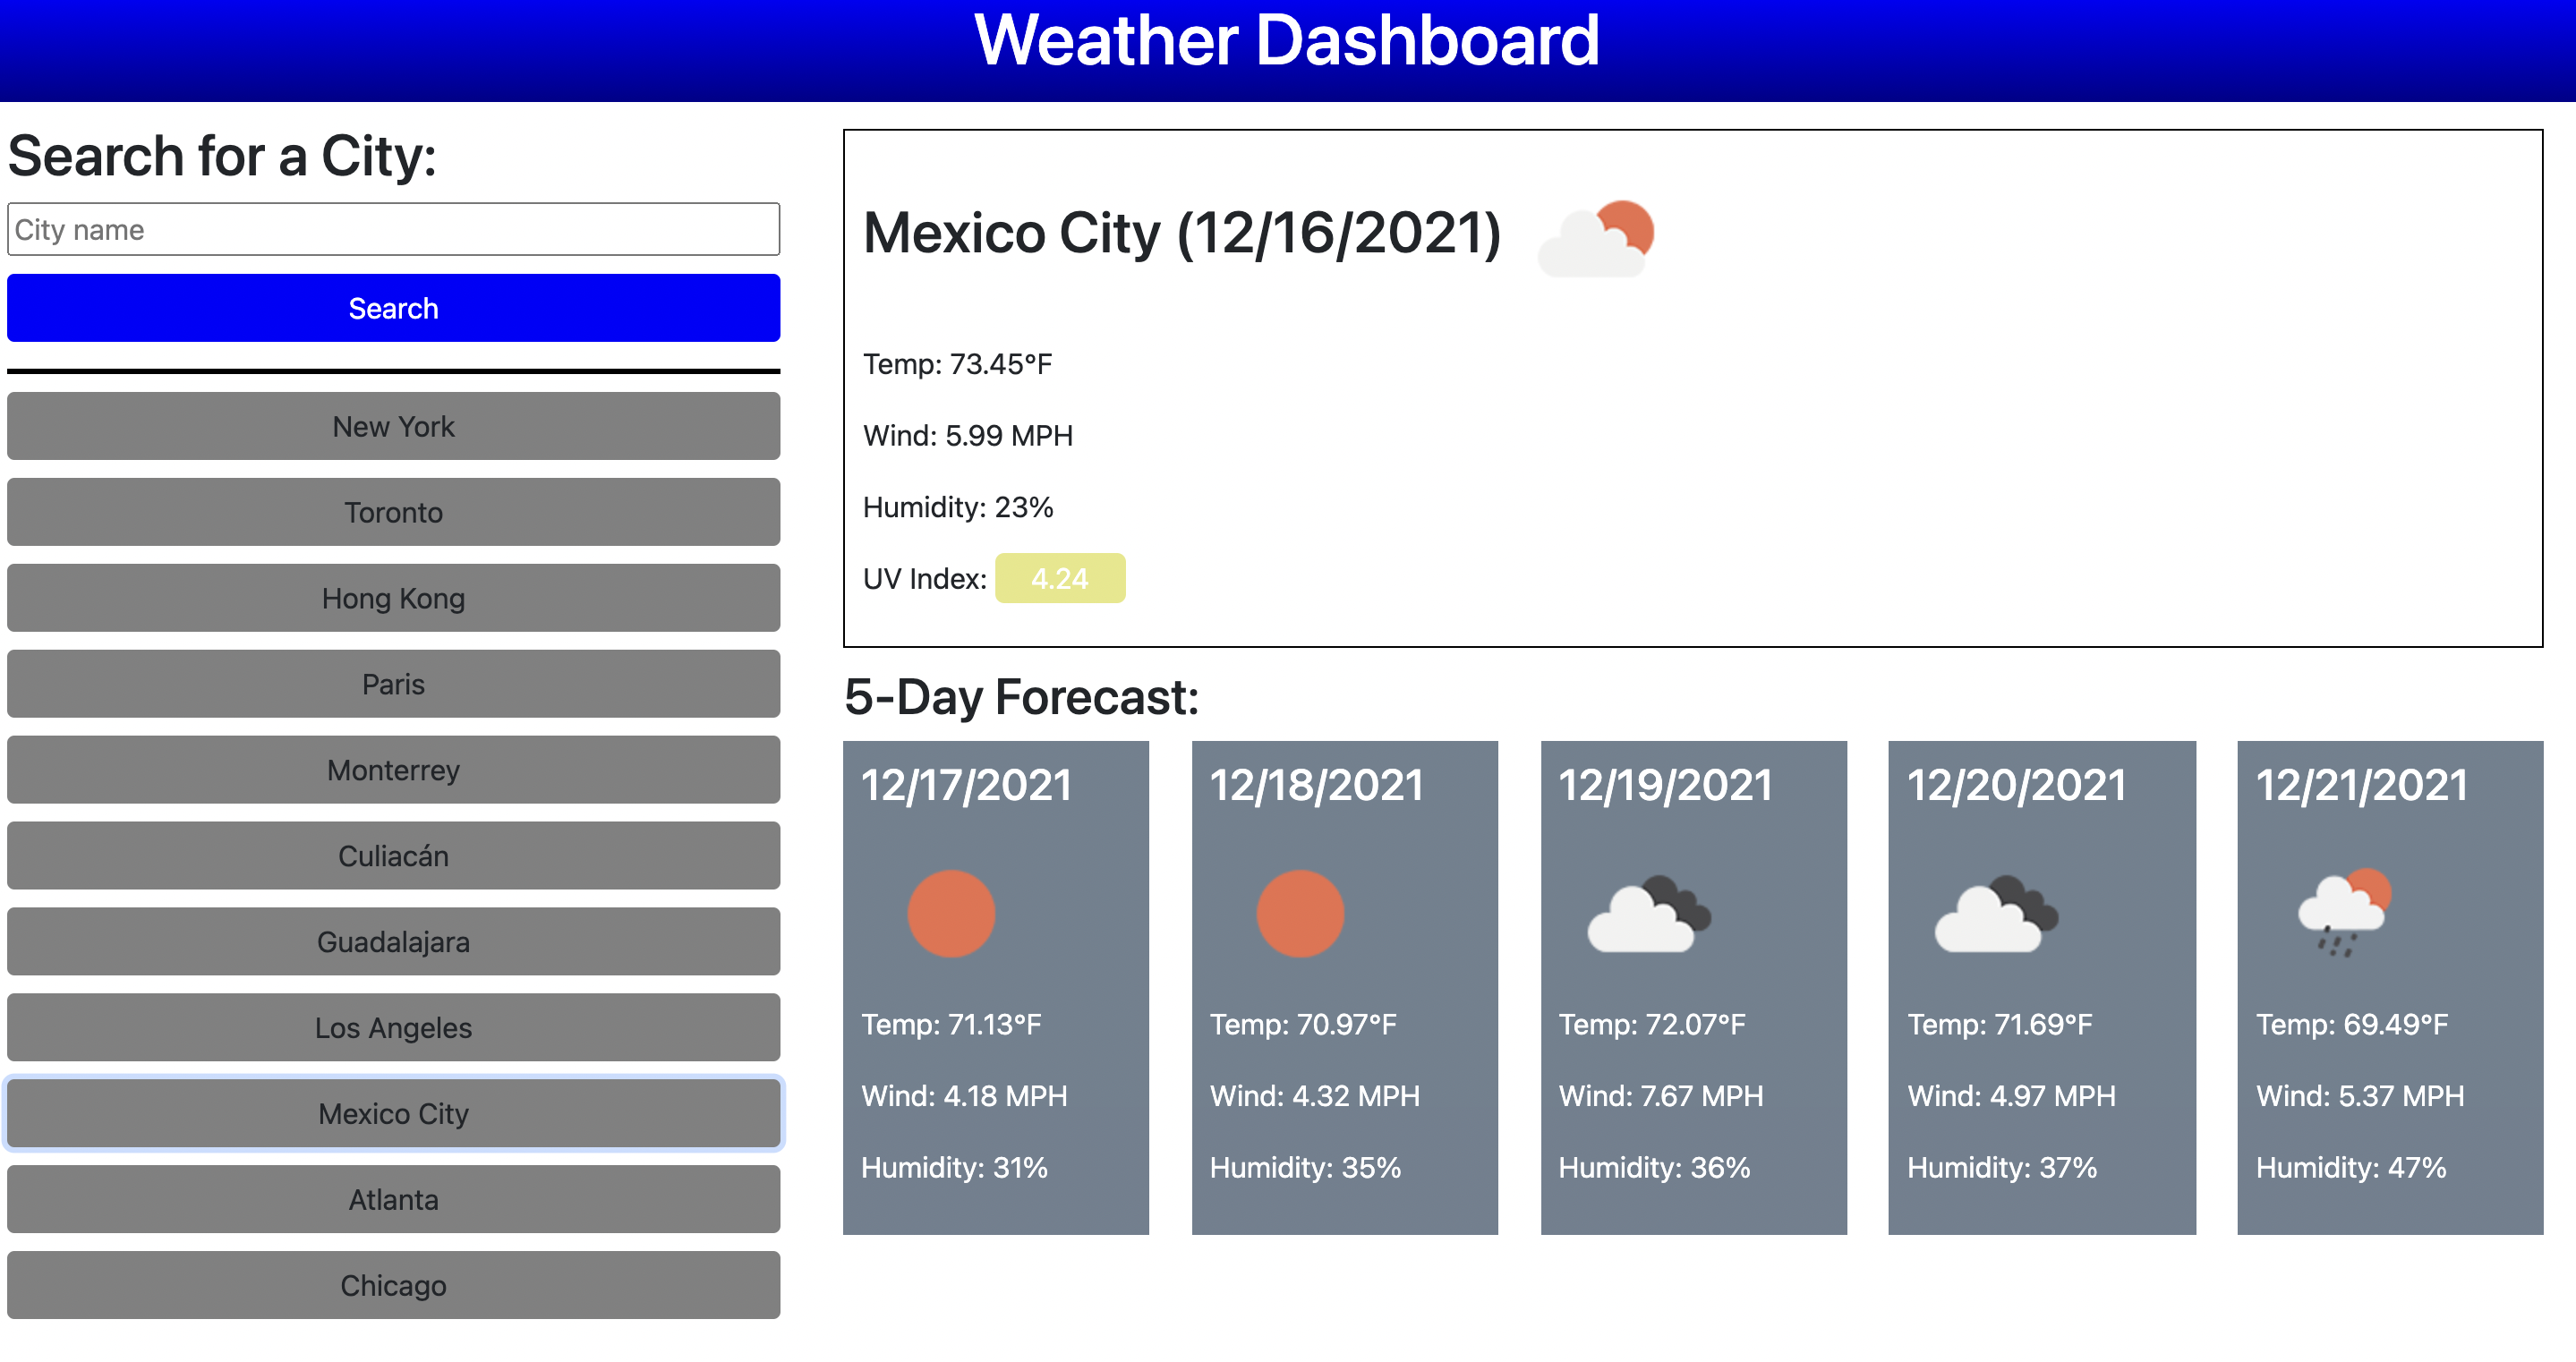 Weather Dashboard
Search for a City:
City name
Search
New York
Toronto
Hong Kong
Paris
Monterrey
Culiacán
Guadalajara
Los Angeles
Mexico City
Atlanta
Chicago
Mexico City (12/16/2021)
Temp: 73.45°F
Wind: 5.99 MPH
Humidity: 23%
UV Index: 4.24
5-Day Forecast:
12/17/2021
Temp: 71.13°F
Wind: 4.18 MPH
Humidity: 31%
12/18/2021
Temp: 70.97°F
Wind: 4.32 MPH
Humidity: 35%
12/19/2021
Temp: 72.07°F
Wind: 7.67 MPH
Humidity: 36%
12/20/2021
Temp: 71.69°F
Wind: 4.97 MPH
Humidity: 37%
12/21/2021
Temp: 69.49°F
Wind: 5.37 MPH
Humidity: 47%